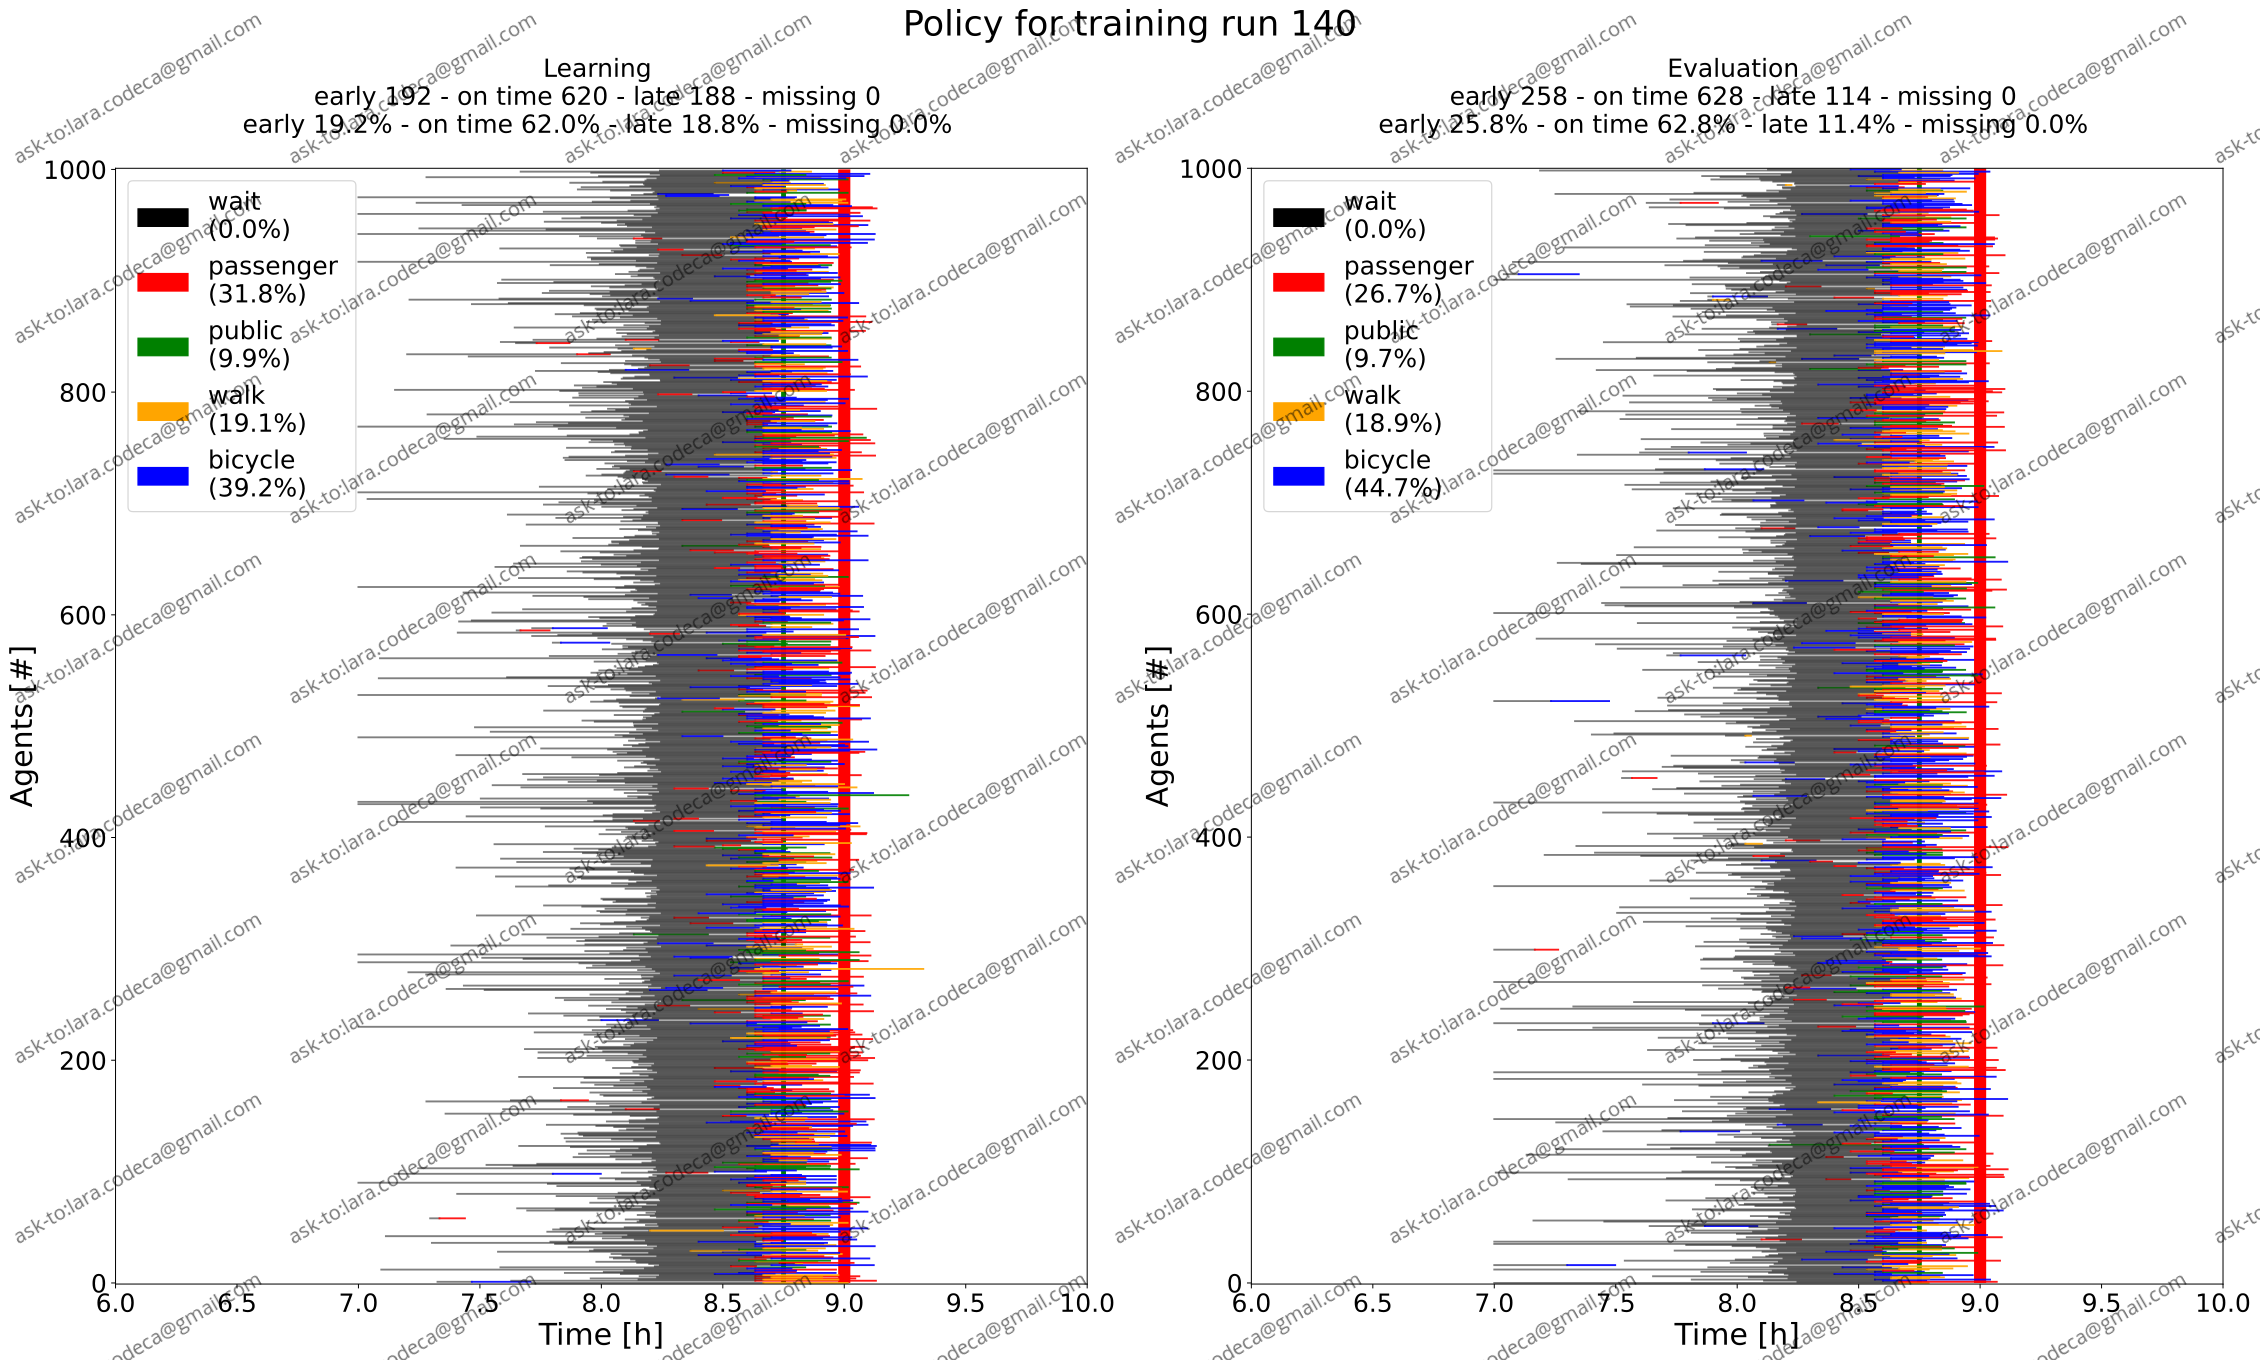 Policy for training run 140
Learning
early 192 - on time 620 - late 188 - missing 0
early 19.2% - on time 62.0% - late 18.8% - missing 0.0%
1000
800
600
400
200
0
Agents [#]
wait
(0.0%)
passenger
(31.8%)
public
(9.9%)
walk
(19.1%)
bicycle
(39.2%)
6.0 6.5 7.0 7.5 8.0 8.5 9.0 9.5 10.0
Time [h]
Evaluation
early 258 - on time 628 - late 114 - missing 0
early 25.8% - on time 62.8% - late 11.4% - missing 0.0%
1000
800
600
400
200
0
Agents [#]
wait
(0.0%)
passenger
(26.7%)
public
(9.7%)
walk
(18.9%)
bicycle
(44.7%)
6.0 6.5 7.0 7.5 8.0 8.5 9.0 9.5 10.0
Time [h]
ask-to:lara.codeca@gmail.com